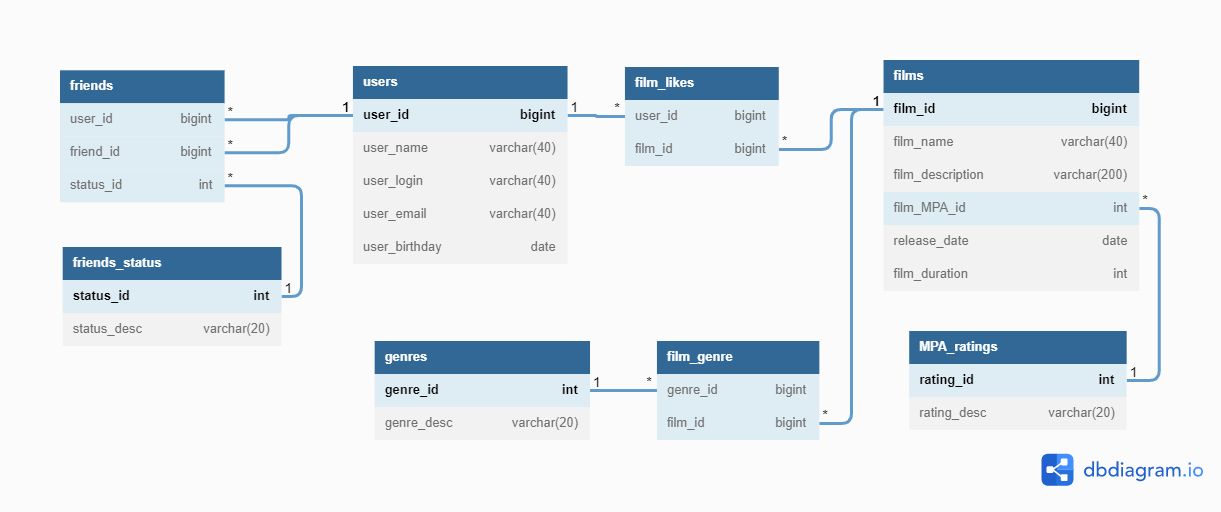 friends
user_id bigint
friend_id bigint
status_id int
* 
*
*
friends_status
status_id int
status_desc varchar(20)
1
users
user_id bigint
user_name varchar(40)
user_login varchar(40)
user_email varchar(40)
user_birthday date
1
1
film_likes
user_id bigint
film_id bigint
*
*
films
film_id bigint
film_name varchar(40)
film_description varchar(200)
film_MPA_id int
release_date date
film_duration int
1
*
genres
genre_id int
genre_desc varchar(20)
1
film_genre
genre_id bigint
film_id bigint
*
*
MPA_ratings
rating_id int
rating_desc varchar(20)
1
dbdiagram.io